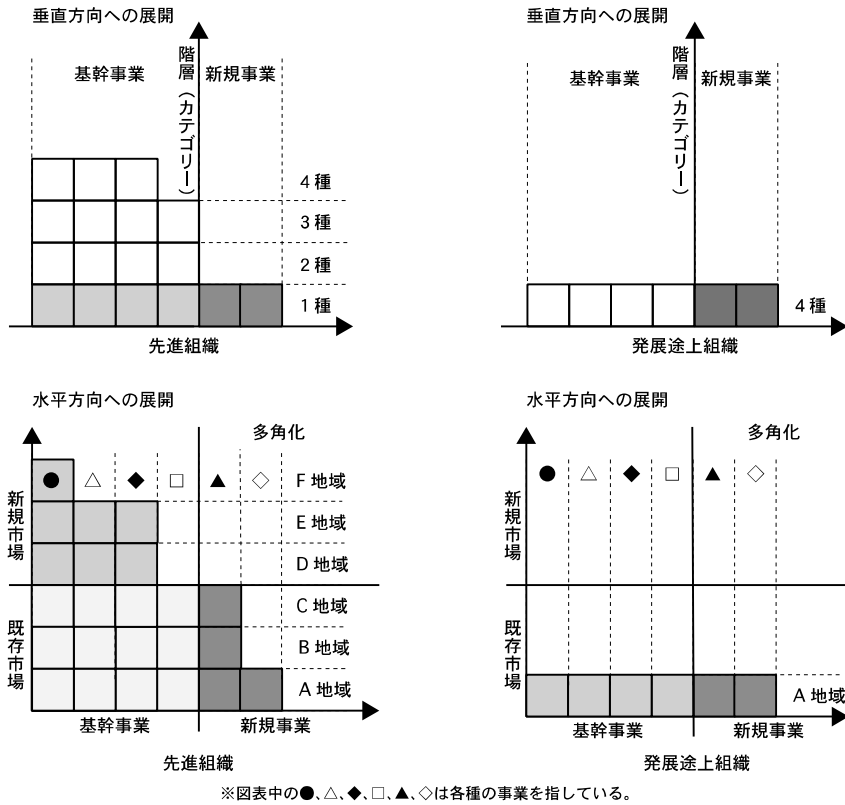 垂直方向への展開
階層（カテゴリー）
基幹事業
新規事業
4種
3種
2種
1種
先進組織
垂直方向への展開
階層（カテゴリー）
基幹事業
新規事業
4種
発展途上組織
水平方向への展開
多角化
新規市場
既存市場
●
△
◆
□
▲
◇
F地域
E地域
D地域
C地域
B地域
A地域
基幹事業
新規事業
先進組織
水平方向への展開
多角化
新規市場
既存市場
●
△
◆
□
▲
◇
A地域
基幹事業
新規事業
発展途上組織
※図表中の●、△、◆、□、▲、◇は各種の事業を指している。